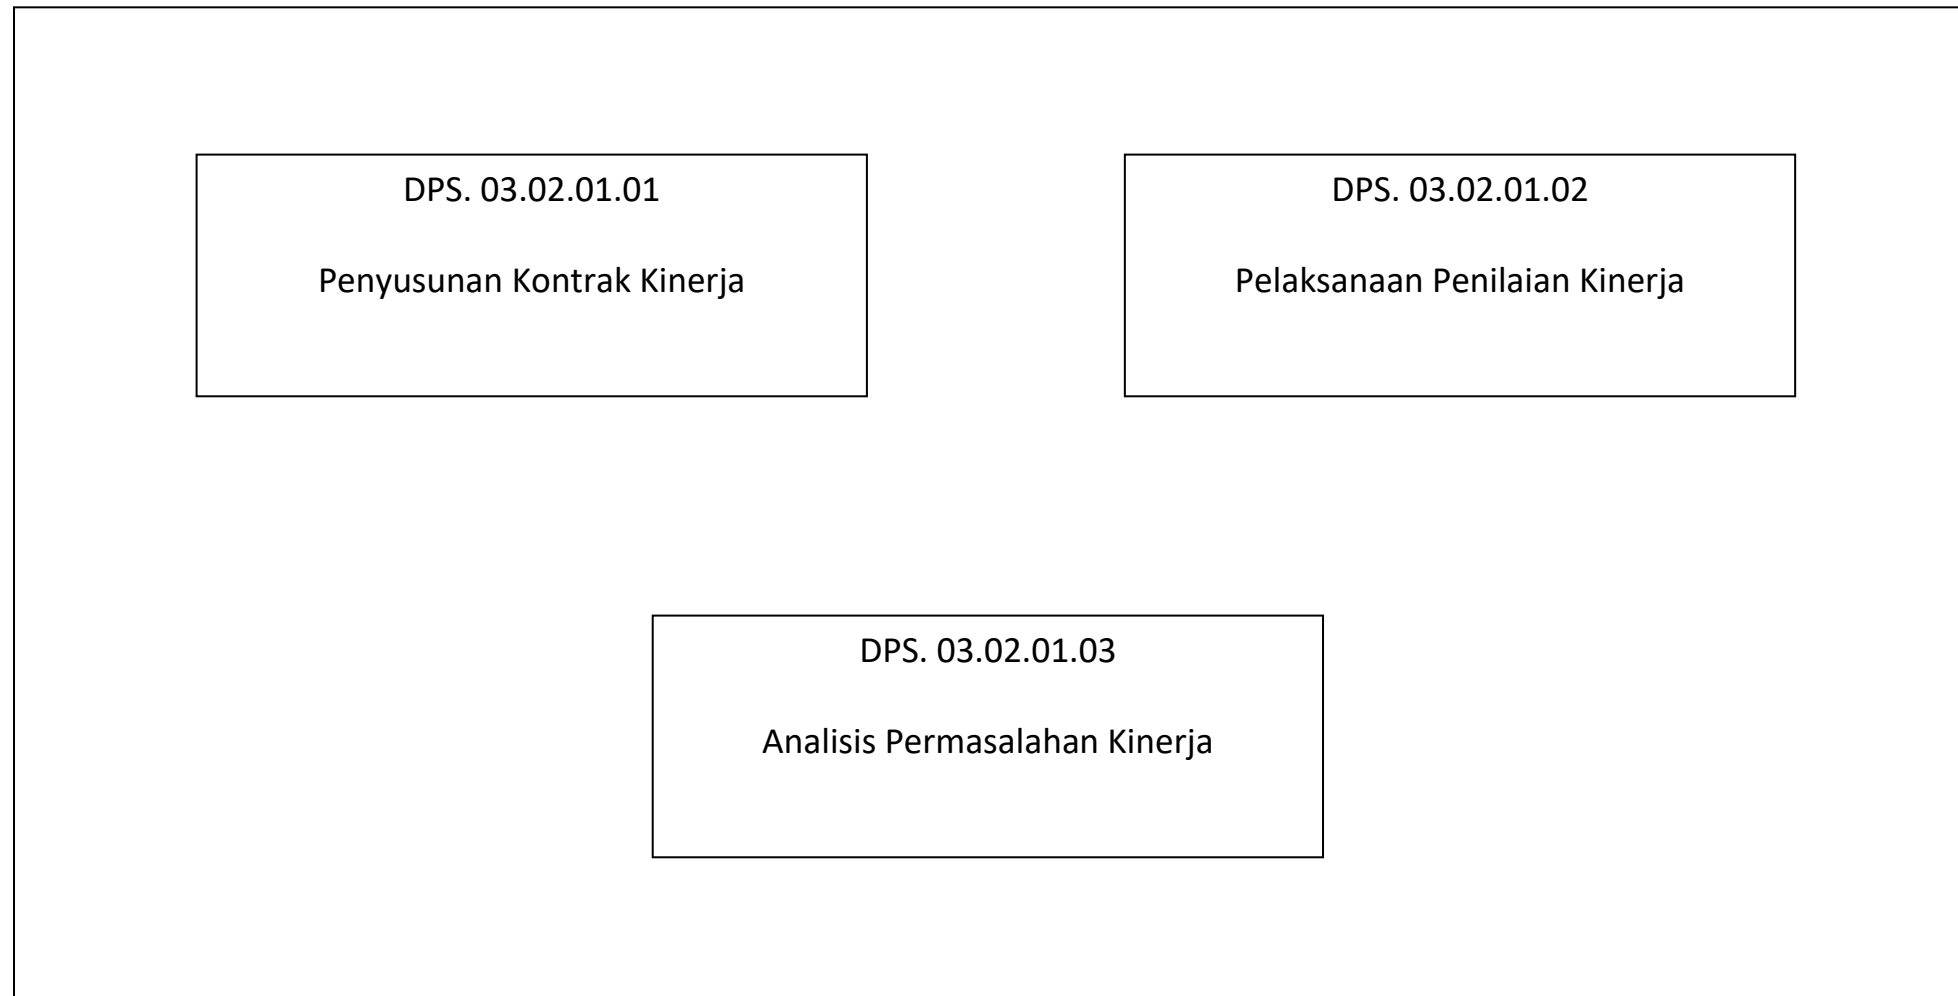 DPS. 03.02.01.01
Penyusunan Kontrak Kinerja
DPS. 03.02.01.02
Pelaksanaan Penilaian Kinerja
DPS. 03.02.01.03
Analisis Permasalahan Kinerja